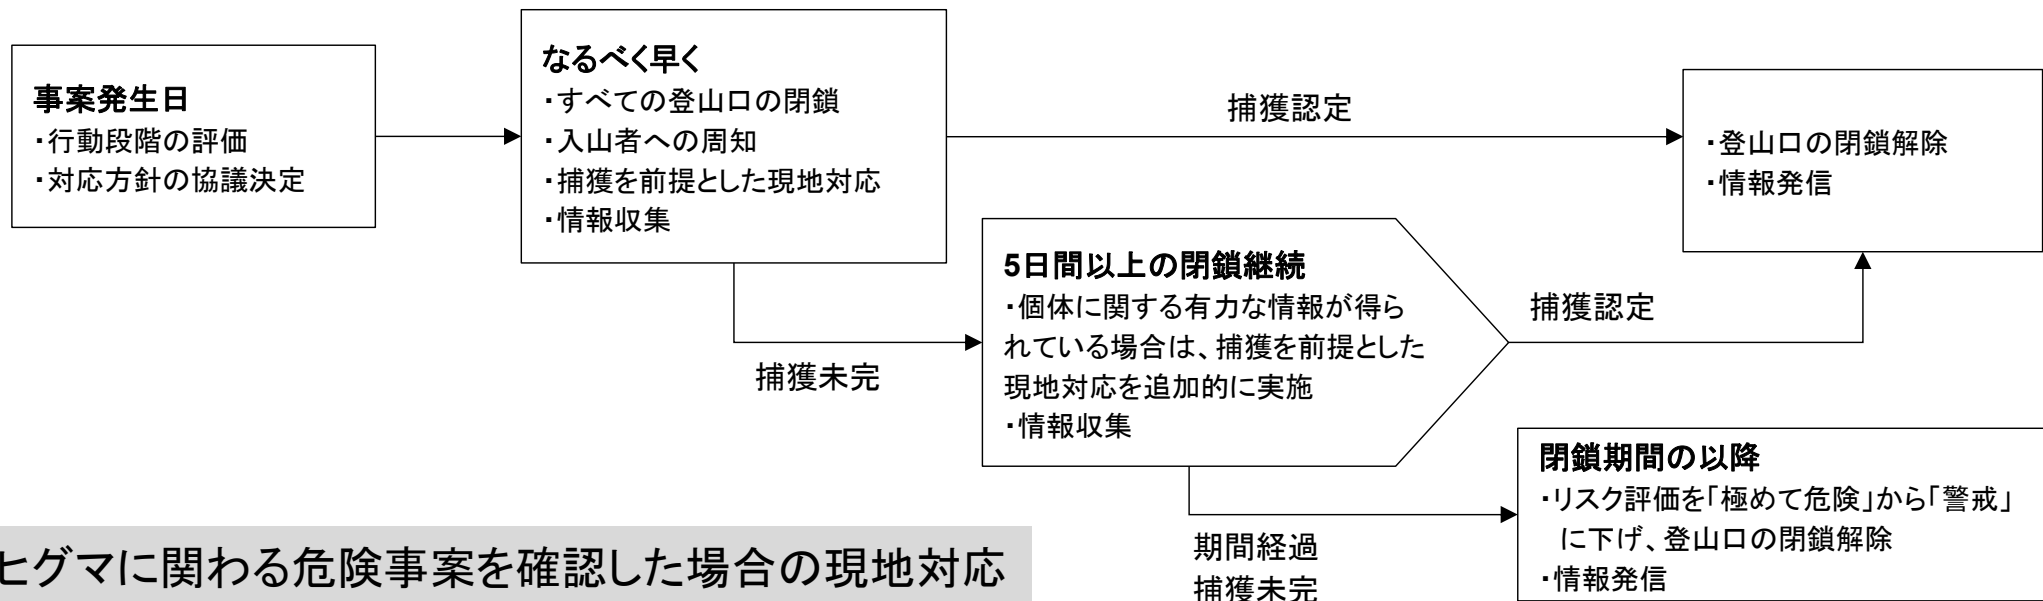 事案発生日
・行動段階の評価
・対応方針の協議決定
なるべく早く
・すべての登山口の閉鎖
・入山者への周知
・捕獲を前提とした現地対応
・情報収集
捕獲認定
・登山口の閉鎖解除
・情報発信
捕獲未完
5日間以上の閉鎖継続
・個体に関する有力な情報が得ら
れている場合は、捕獲を前提とした
現地対応を追加的に実施
・情報収集
捕獲認定
期間経過
捕獲未完
閉鎖期間の以降
・リスク評価を「極めて危険」から「警戒」
に下げ、登山口の閉鎖解除
・情報発信
ヒグマに関わる危険事案を確認した場合の現地対応